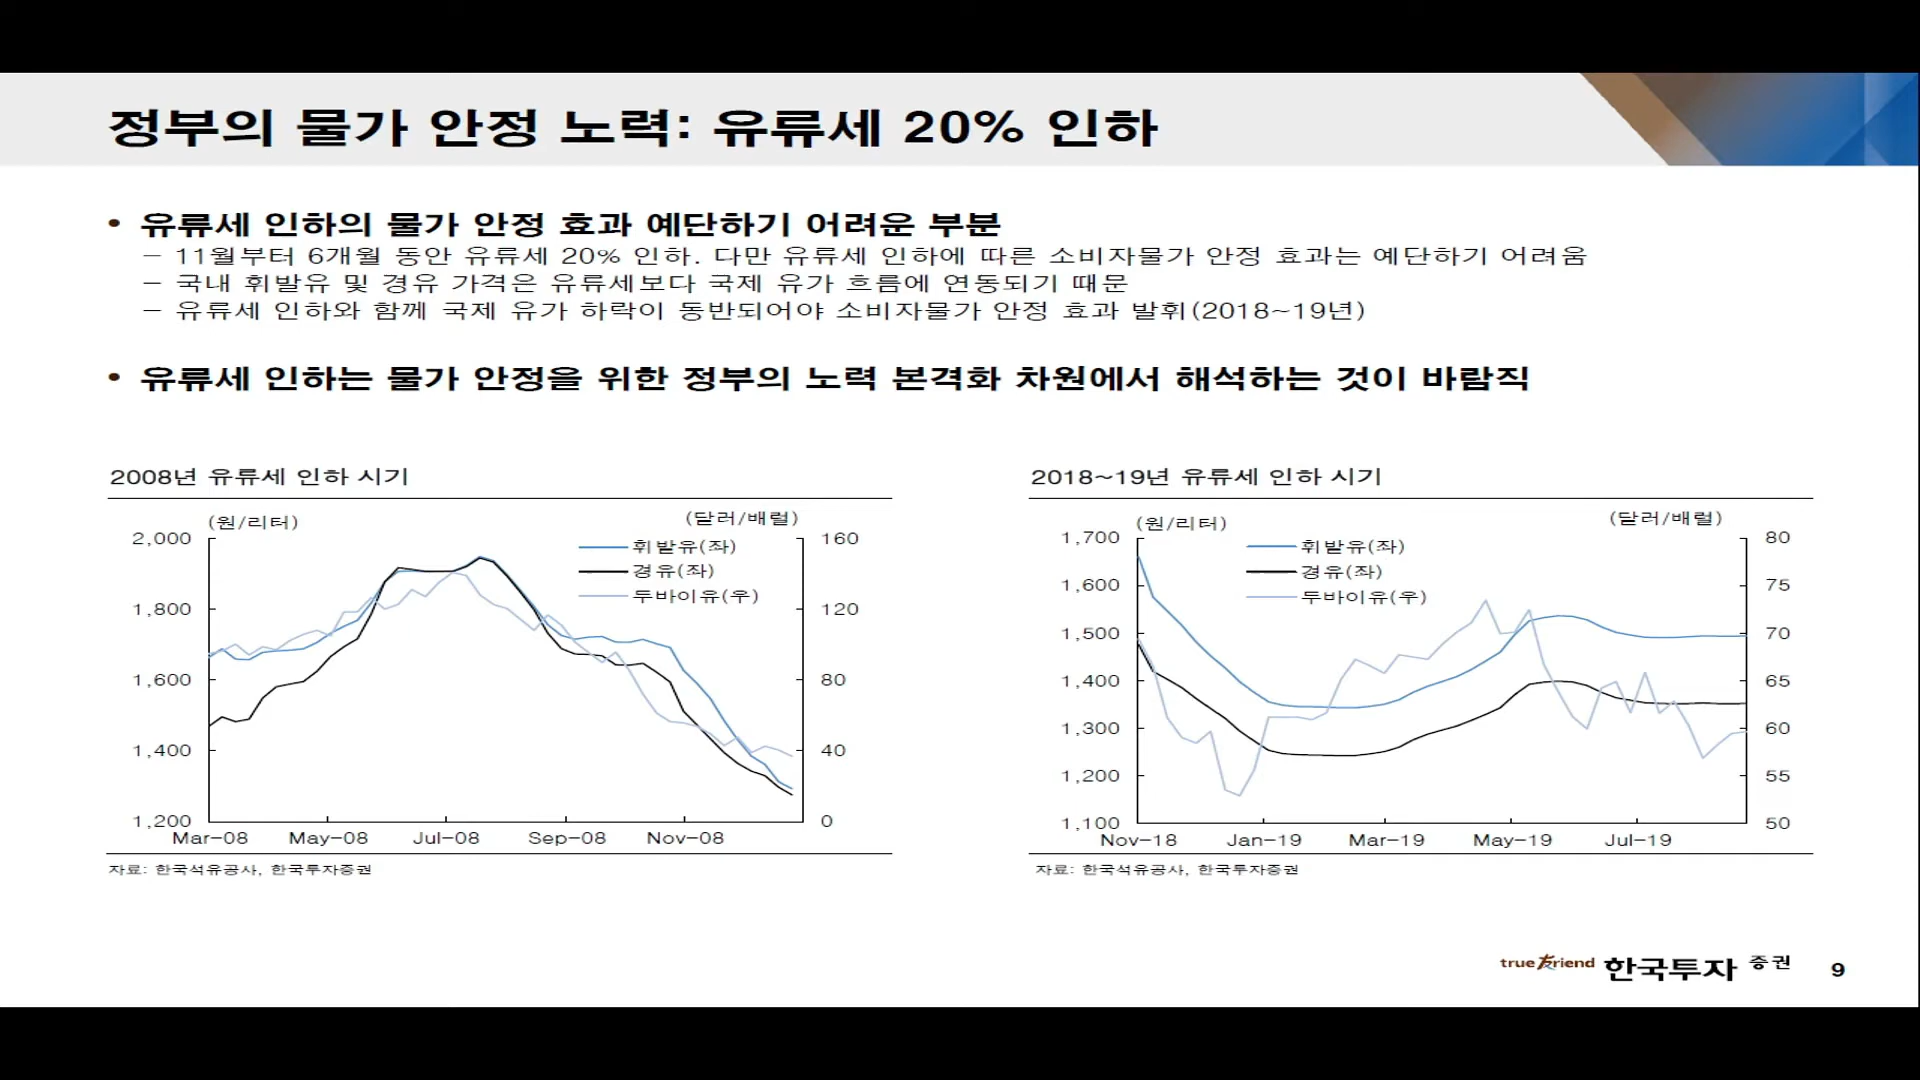 정부의 물가 안정 노력: 유류세 20% 인하
• 유류세 인하의 물가 안정 효과 예단하기 어려운 부분
– 11월부터 6개월 동안 유류세 20% 인하. 다만 유류세 인하에 따른 소비자물가 안정 효과는 예단하기 어려움
– 국내 휘발유 및 경유 가격은 유류세보다 국제 유가 흐름에 연동되기 때문
– 유류세 인하와 함께 국제 유가 하락이 동반되어야 소비자물가 안정 효과 발휘(2018~19년)
• 유류세 인하는 물가 안정을 위한 정부의 노력 본격화 차원에서 해석하는 것이 바람직
2008년 유류세 인하 시기
(원/리터)
(달러/배럴)
2,000
1,800
1,600
1,400
1,200
160
120
80
40
0
휘발유(좌)
경유(좌)
두바이유(우)
Mar-08 May-08 Jul-08 Sep-08 Nov-08
자료: 한국석유공사, 한국투자증권
2018~19년 유류세 인하 시기
(원/리터)
(달러/배럴)
1,700
1,600
1,500
1,400
1,300
1,200
1,100
80
75
70
65
60
55
50
휘발유(좌)
경유(좌)
두바이유(우)
Nov-18 Jan-19 Mar-19 May-19 Jul-19
자료: 한국석유공사, 한국투자증권
true friend 한국투자 증권 9